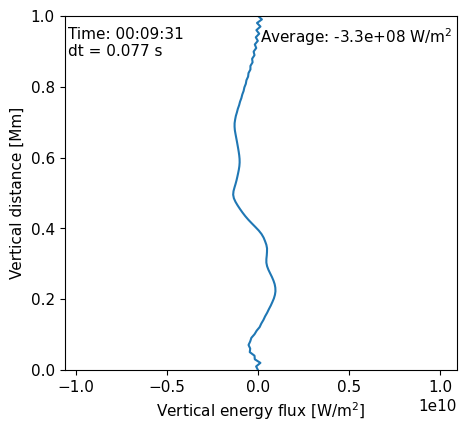 Time: 00:09:31
dt = 0.077 s
Average: -3.3e+08 W/m²
Vertical distance [Mm]
1.0
0.8
0.6
0.4
0.2
0.0
−1.0 −0.5 0.0 0.5 1.0
1e10
Vertical energy flux [W/m²]